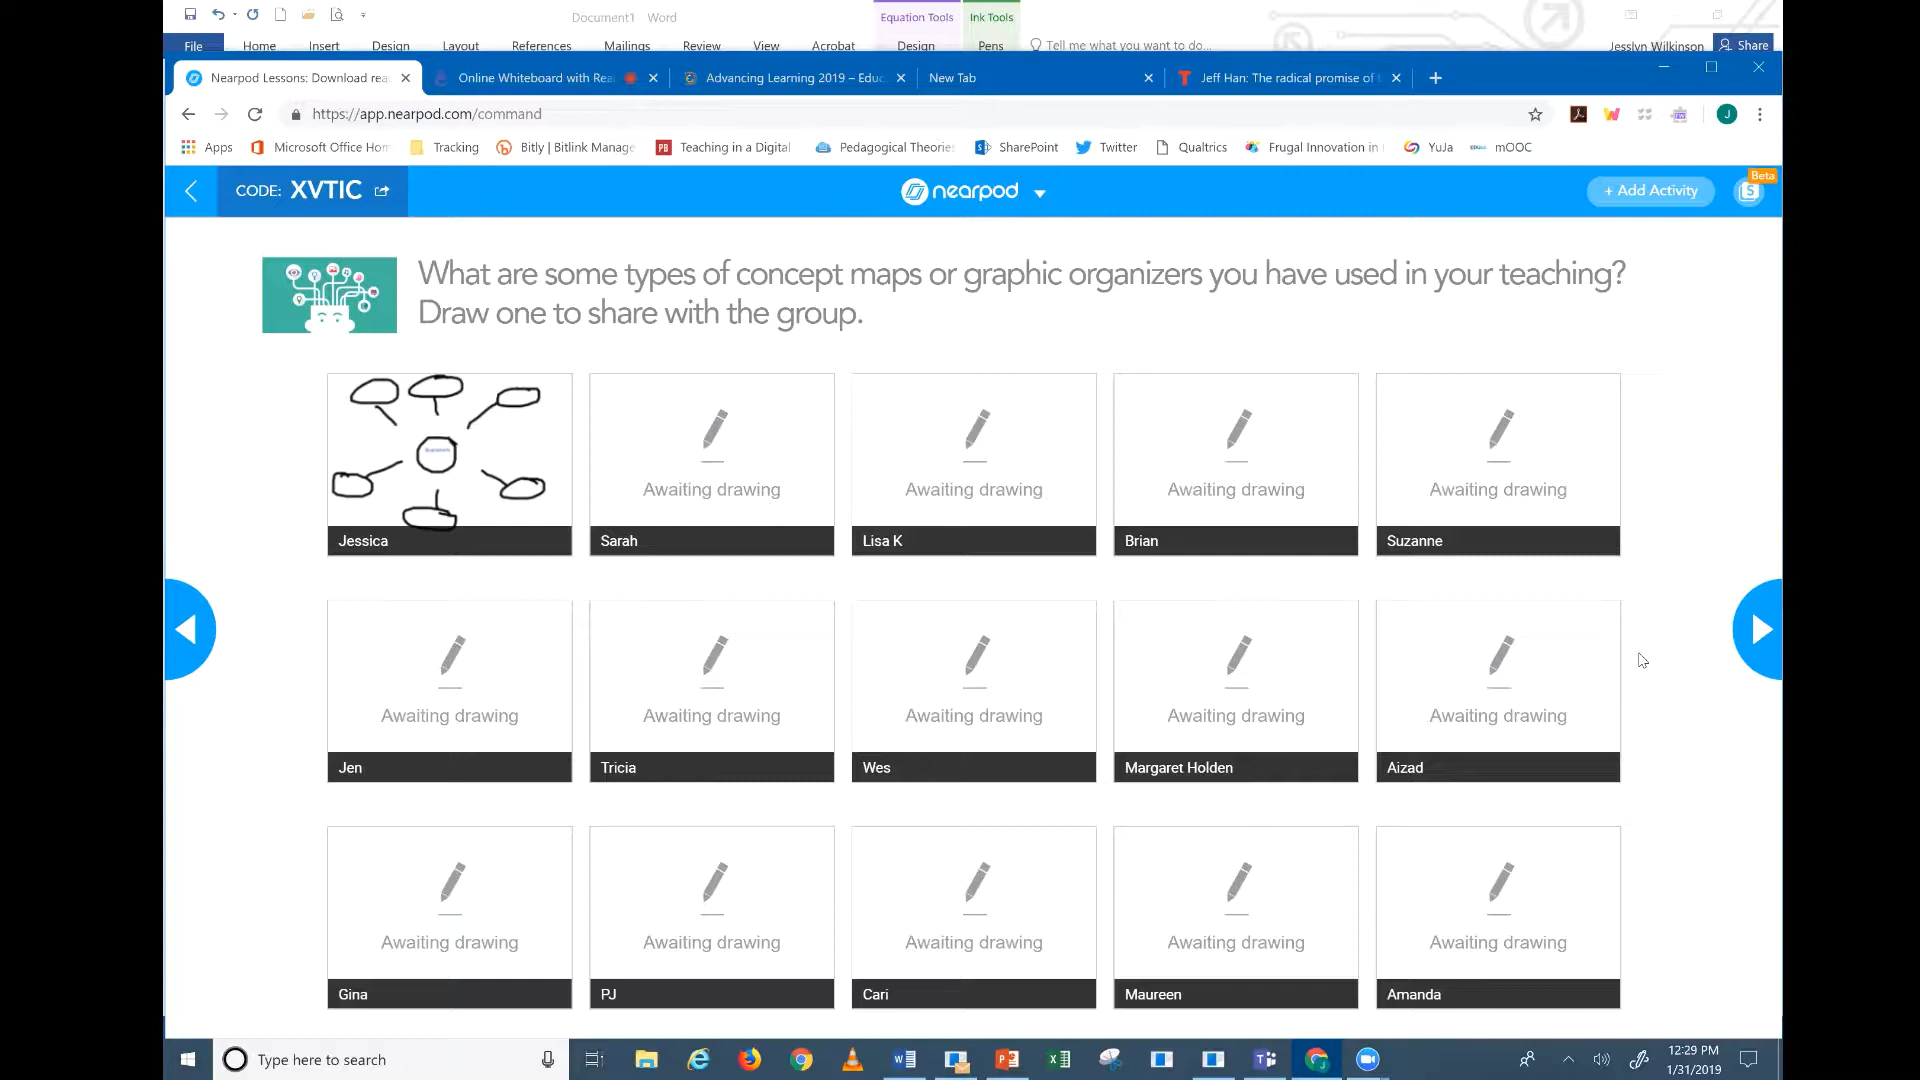 Document1 Word
Equation Tools
Ink Tools
File Home Insert Design Layout References Mailings Review View Acrobat Design Pens Tell me what you want to do... Jesslyn Wilkinson Share
Nearpod Lessons: Download rea
Online Whiteboard with Rea
Advancing Learning 2019 – Educ
New Tab
Jeff Han: The radical promise of t
https://app.nearpod.com/command
J
Apps Microsoft Office Hom Tracking Bitly | Bitlink Manage Teaching in a Digital Pedagogical Theories SharePoint Twitter Qualtrics Frugal Innovation in YuJa mOOC
CODE: XVTIC
nearpod
+ Add Activity
Beta
S
What are some types of concept maps or graphic organizers you have used in your teaching?
Draw one to share with the group.
Awaiting drawing Awaiting drawing Awaiting drawing Awaiting drawing
Jessica Sarah Lisa K Brian Suzanne
Awaiting drawing Awaiting drawing Awaiting drawing Awaiting drawing Awaiting drawing
Jen Tricia Wes Margaret Holden Aizad
Awaiting drawing Awaiting drawing Awaiting drawing Awaiting drawing Awaiting drawing
Gina PJ Cari Maureen Amanda
Type here to search
12:29 PM
1/31/2019